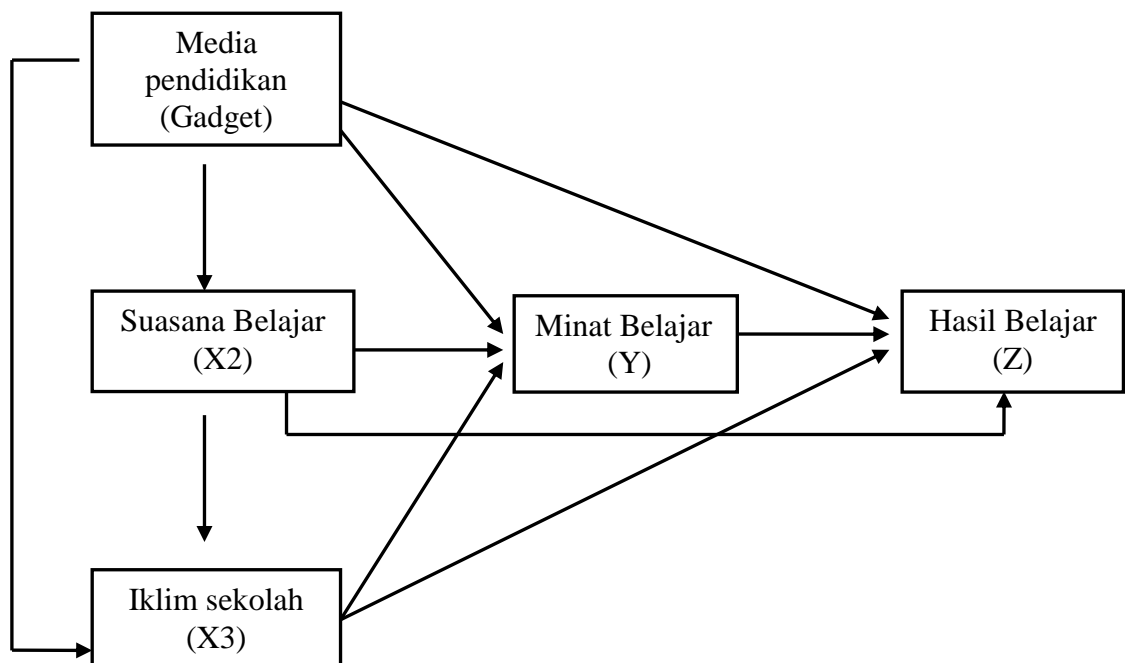 Media
pendidikan
(Gadget)
Suasana Belajar
(X2)
Minat Belajar
(Y)
Hasil Belajar
(Z)
Iklim sekolah
(X3)